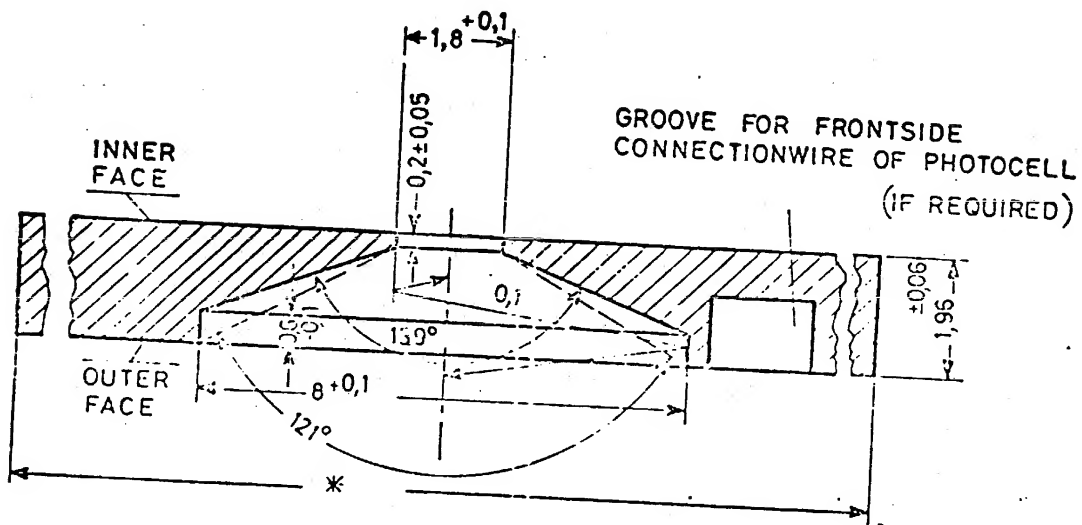 1,8 +0,1
0,2±0,05
GROOVE FOR FRONTSIDE
CONNECTIONWIRE OF PHOTOCELL
(IF REQUIRED)
INNER
FACE
±0,06
1,96
0,1
139°
OUTER
FACE
8 +0,1
121°
*